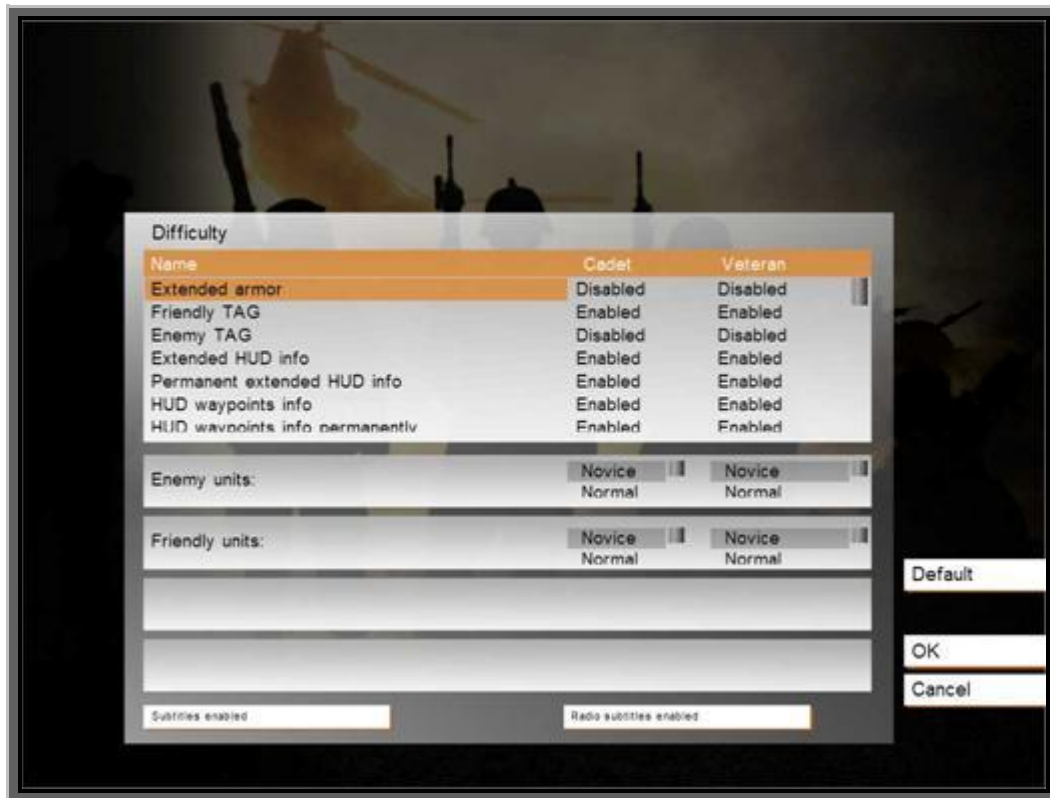 Difficulty
Name Cadet Veteran
Extended armor Disabled Disabled
Friendly TAG Enabled Enabled
Enemy TAG Disabled Disabled
Extended HUD info Enabled Enabled
Permanent extended HUD info Enabled Enabled
HUD waypoints info Enabled Enabled
HUD waypoints info permanently Enabled Enabled
Enemy units: Novice Novice
Normal Normal
Friendly units: Novice Novice
Normal Normal
Default
OK
Cancel
Subtitles enabled Radio subtitles enabled